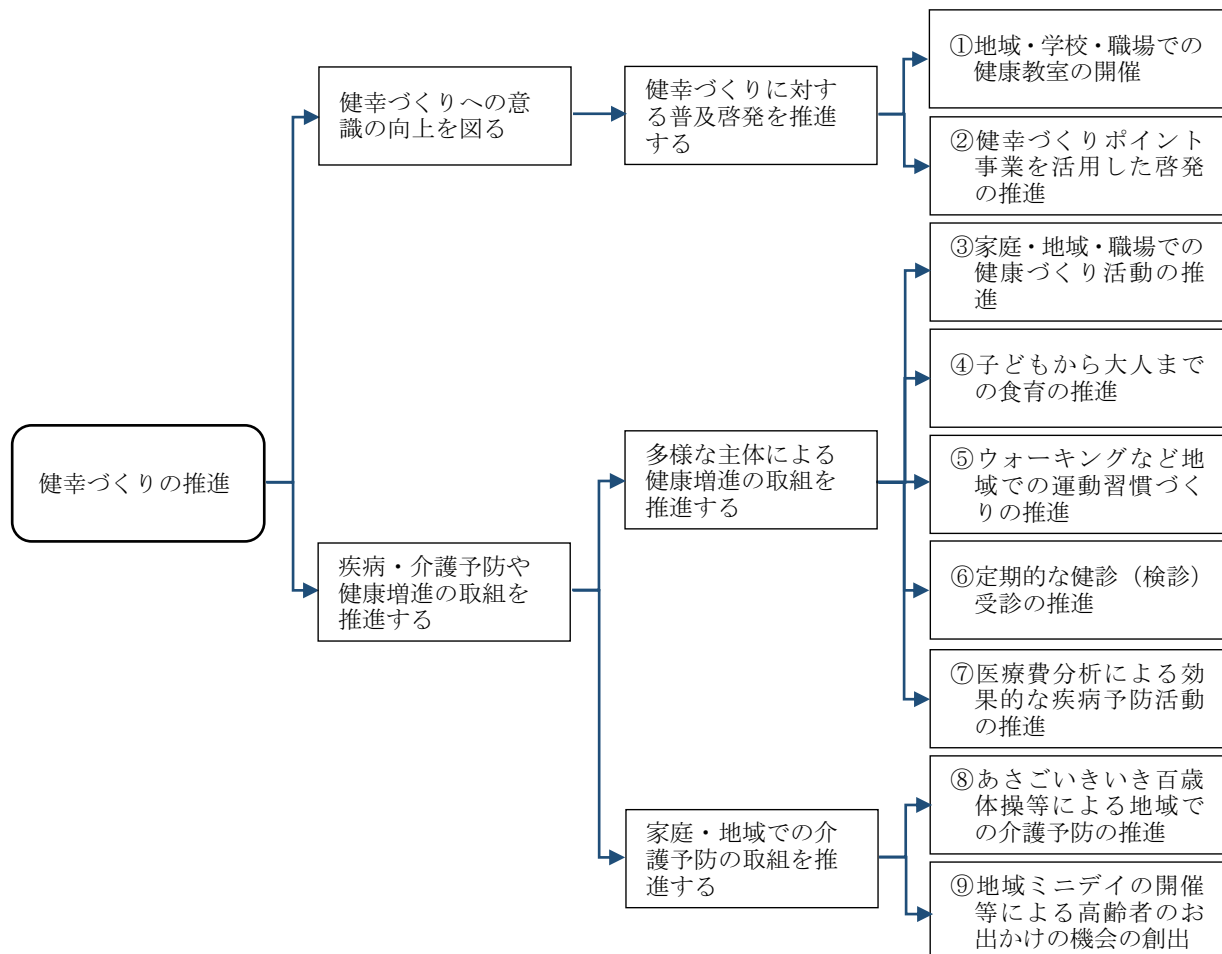 健幸づくりの推進
健幸づくりへの意
識の向上を図る
疾病・介護予防や
健康増進の取組を
推進する
健幸づくりに対す
る普及啓発を推進
する
多様な主体による
健康増進の取組を
推進する
家庭・地域での介
護予防の取組を推
進する
①地域・学校・職場での
健康教室の開催
②健幸づくりポイント
事業を活用した啓発
の推進
③家庭・地域・職場での
健康づくり活動の推
進
④子どもから大人まで
の食育の推進
⑤ウォーキングなど地
域での運動習慣づく
りの推進
⑥定期的な健診（検診）
受診の推進
⑦医療費分析による効
果的な疾病予防活動
の推進
⑧あさごいきいき百歳
体操等による地域で
の介護予防の推進
⑨地域ミニデイの開催
等による高齢者のお
出かけの機会の創出